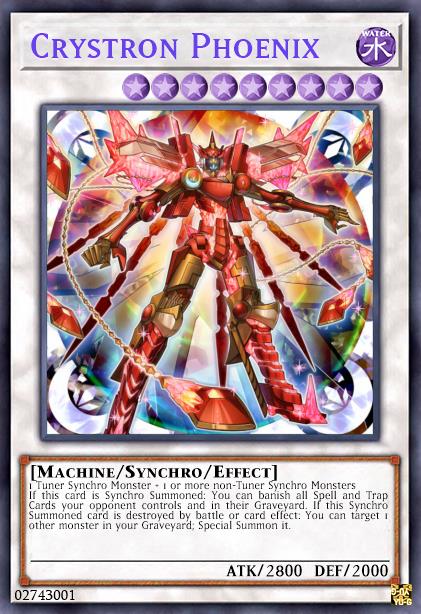 Crystron Phoenix
WATER
水
[Machine/Synchro/Effect]
1 Tuner Synchro Monster + 1 or more non-Tuner Synchro Monsters
If this card is Synchro Summoned: You can banish all Spell and Trap
Cards your opponent controls and in their Graveyard. If this Synchro
Summoned card is destroyed by battle or card effect: You can target 1
other monster in your Graveyard; Special Summon it.
ATK/2800 DEF/2000
02743001